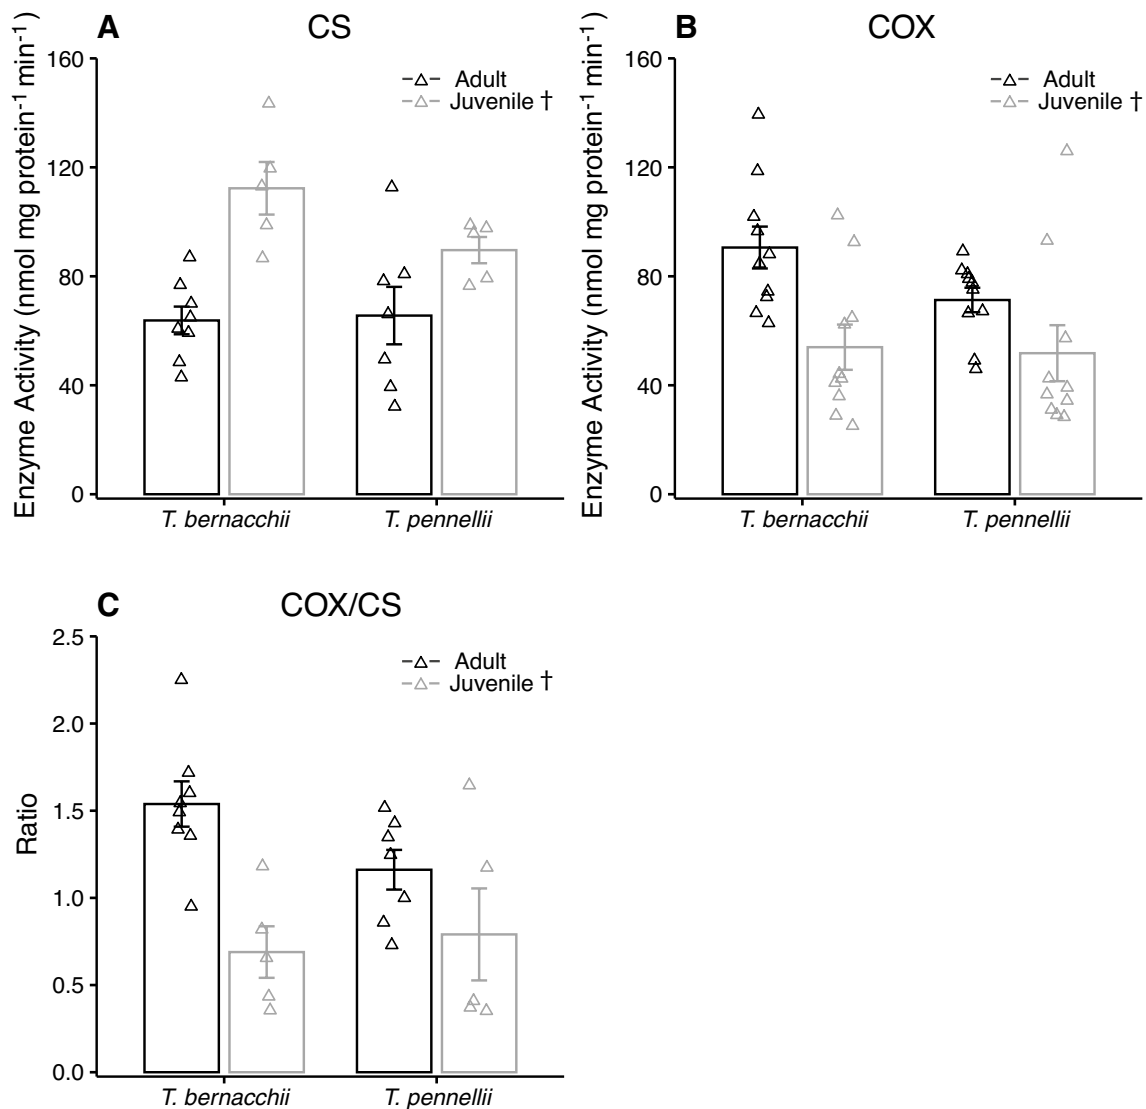 A CS
Enzyme Activity (nmol mg protein-1 min-1 )
160
120
80
40
0
Adult
Juvenile †
T. bernacchii T. pennellii
B COX
Enzyme Activity (nmol mg protein-1 min-1 )
160
120
80
40
0
Adult
Juvenile †
T. bernacchii T. pennellii
C COX/CS
Ratio
2.5
2.0
1.5
1.0
0.5
0.0
Adult
Juvenile †
T. bernacchii T. pennellii